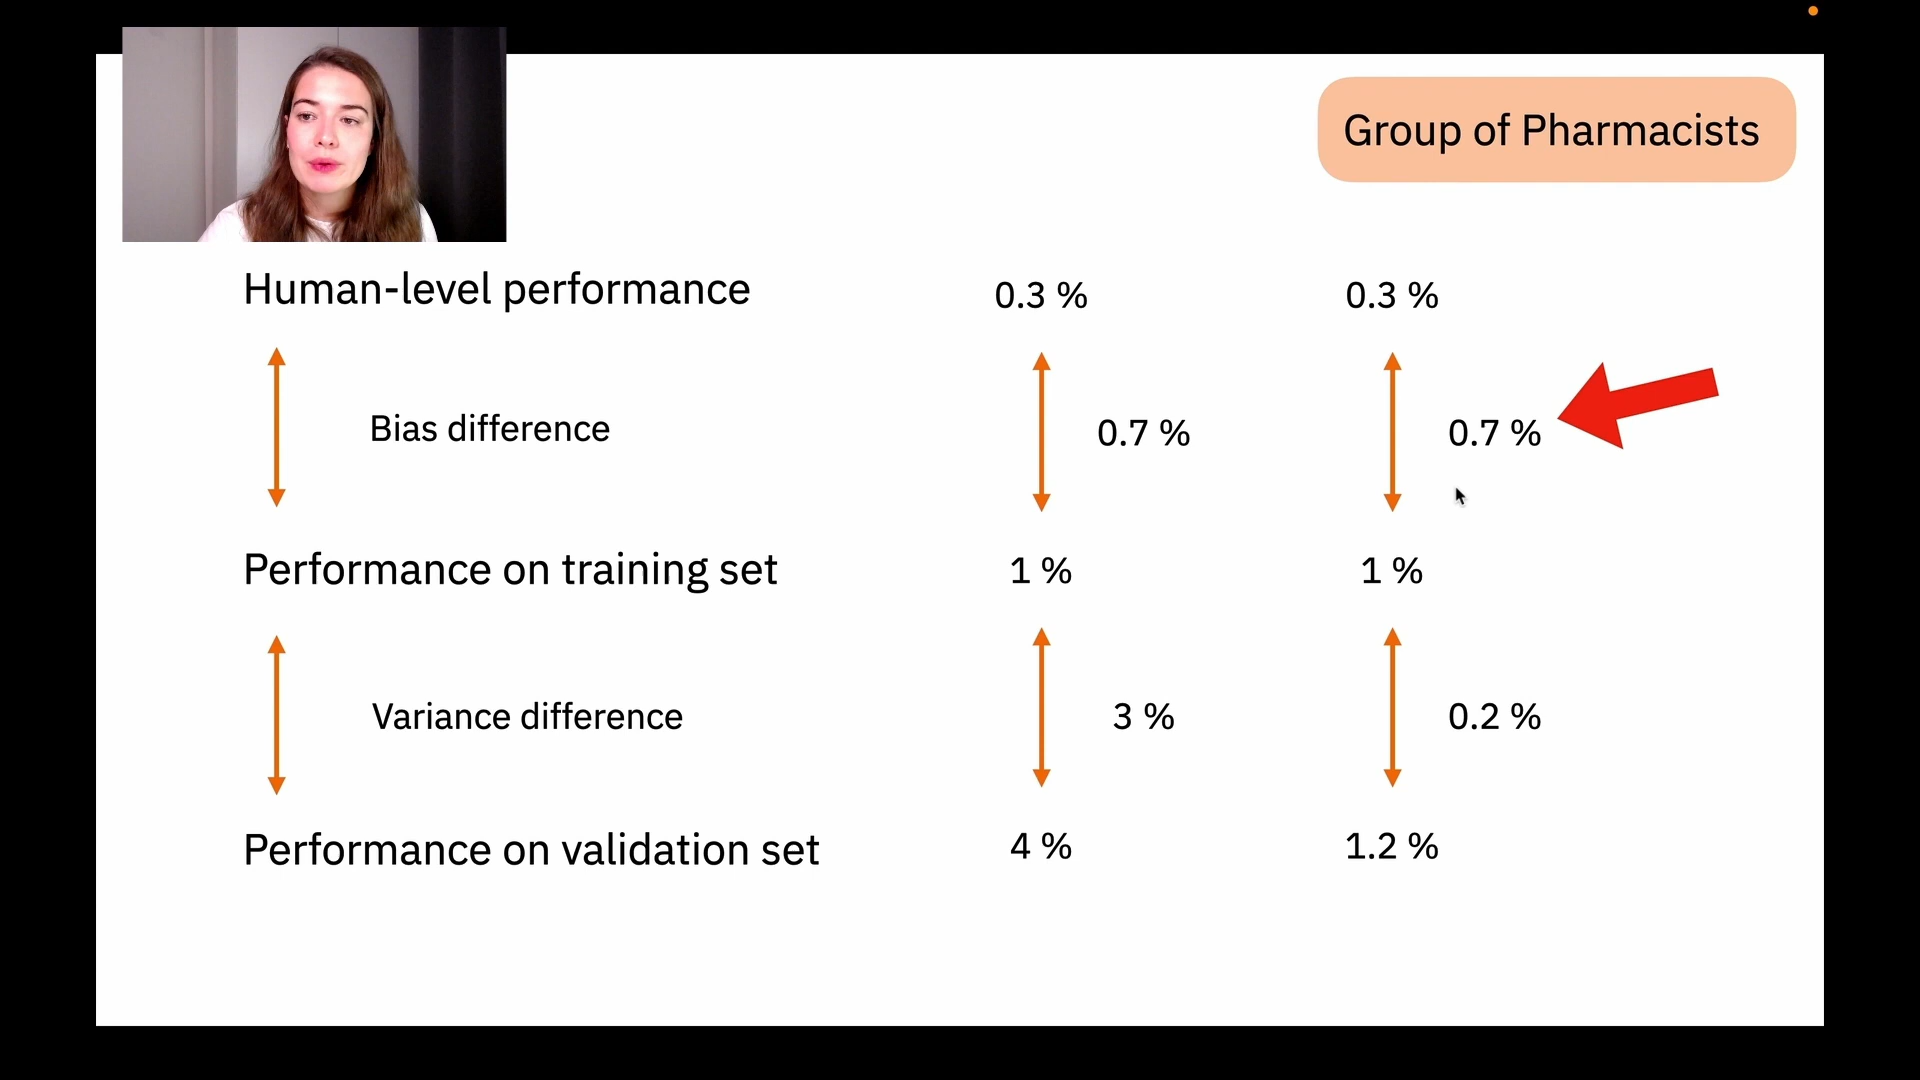 Group of Pharmacists
Human-level performance 0.3 % 0.3 %
Bias difference 0.7 % 0.7 %
Performance on training set 1 % 1 %
Variance difference 3 % 0.2 %
Performance on validation set 4 % 1.2 %